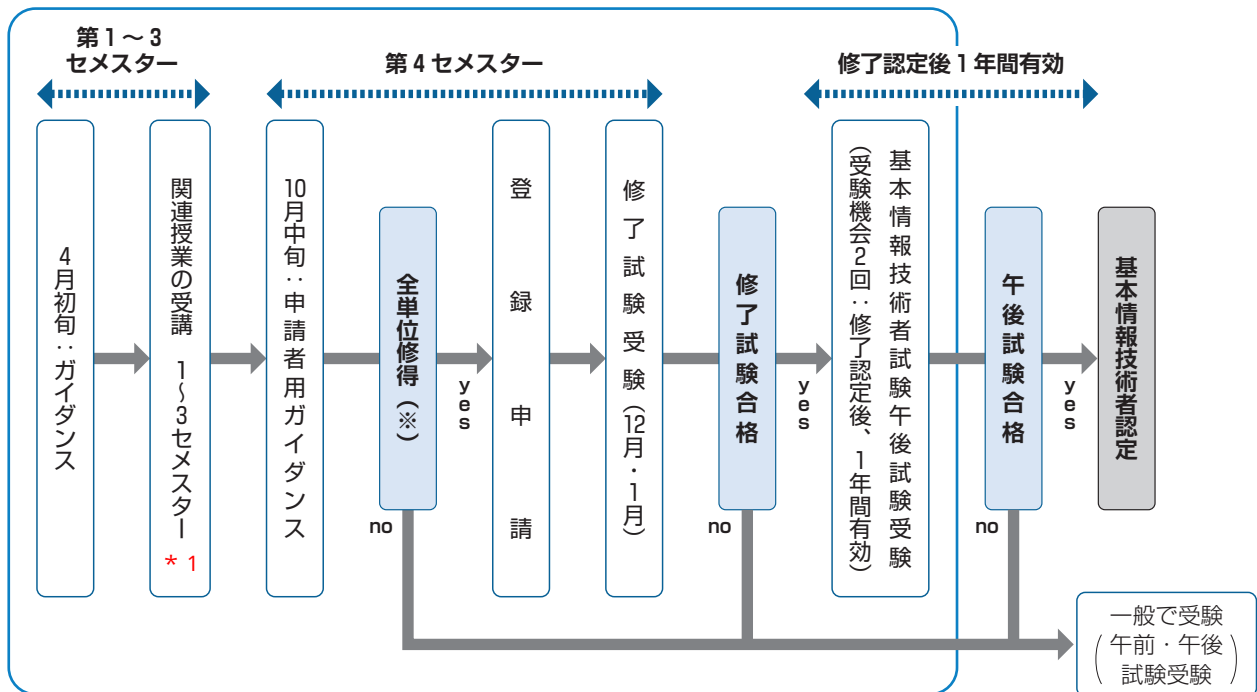 第1～3
セメスター
第4セメスター
修了認定後1年間有効
4月初旬：ガイダンス
関連授業の受講　1～3セメスター
* 1
10月中旬：申請者用ガイダンス
全単位修得（※）
yes
no
登録申請
修了試験受験（12月・1月）
修了試験合格
yes
no
基本情報技術者試験午後試験受験
（受験機会2回：修了認定後、1年間有効）
午後試験合格
yes
no
基本情報技術者認定
一般で受験
（午前・午後
試験受験）